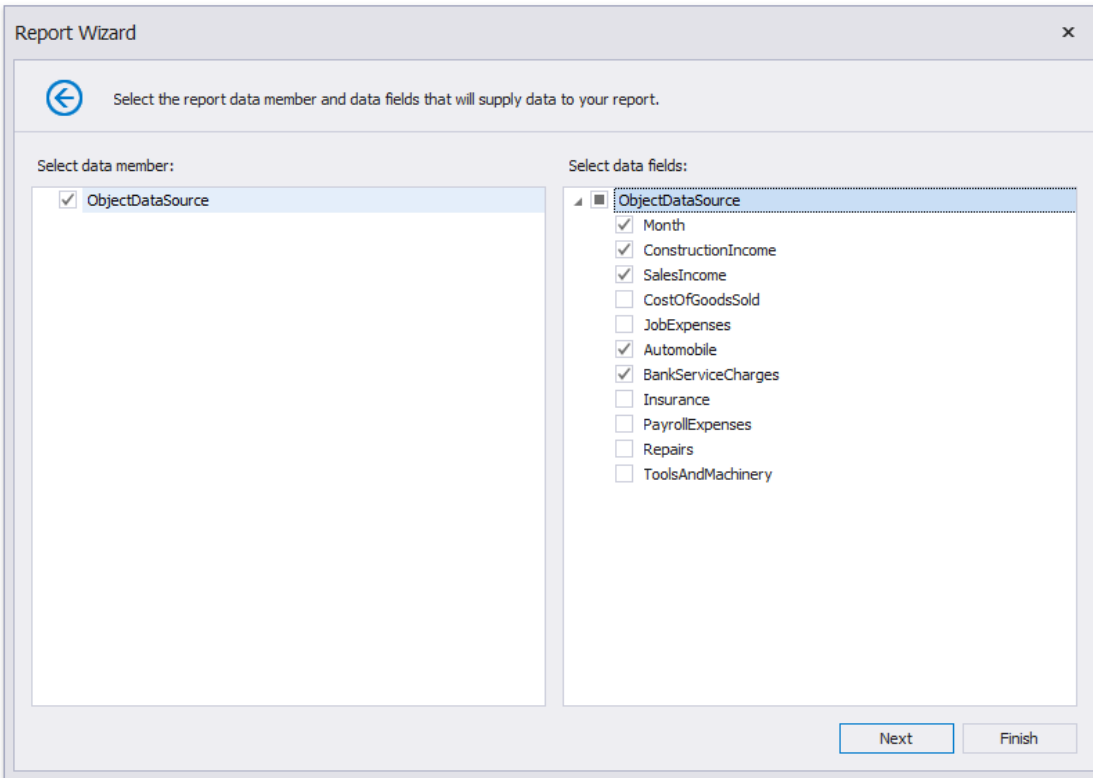 Report Wizard
Select the report data member and data fields that will supply data to your report.
Select data member:
ObjectDataSource
Select data fields:
ObjectDataSource
Month
ConstructionIncome
SalesIncome
CostOfGoodsSold
JobExpenses
Automobile
BankServiceCharges
Insurance
PayrollExpenses
Repairs
ToolsAndMachinery
Next
Finish